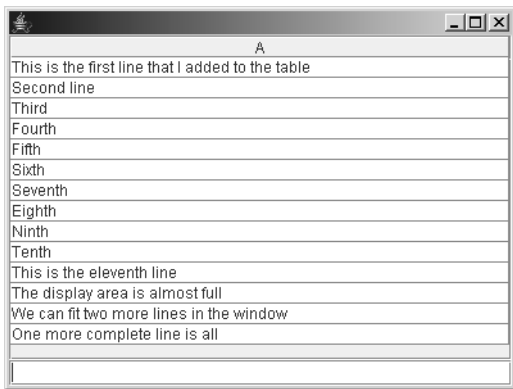 A
This is the first line that I added to the table
Second line
Third
Fourth
Fifth
Sixth
Seventh
Eighth
Ninth
Tenth
This is the eleventh line
The display area is almost full
We can fit two more lines in the window
One more complete line is all